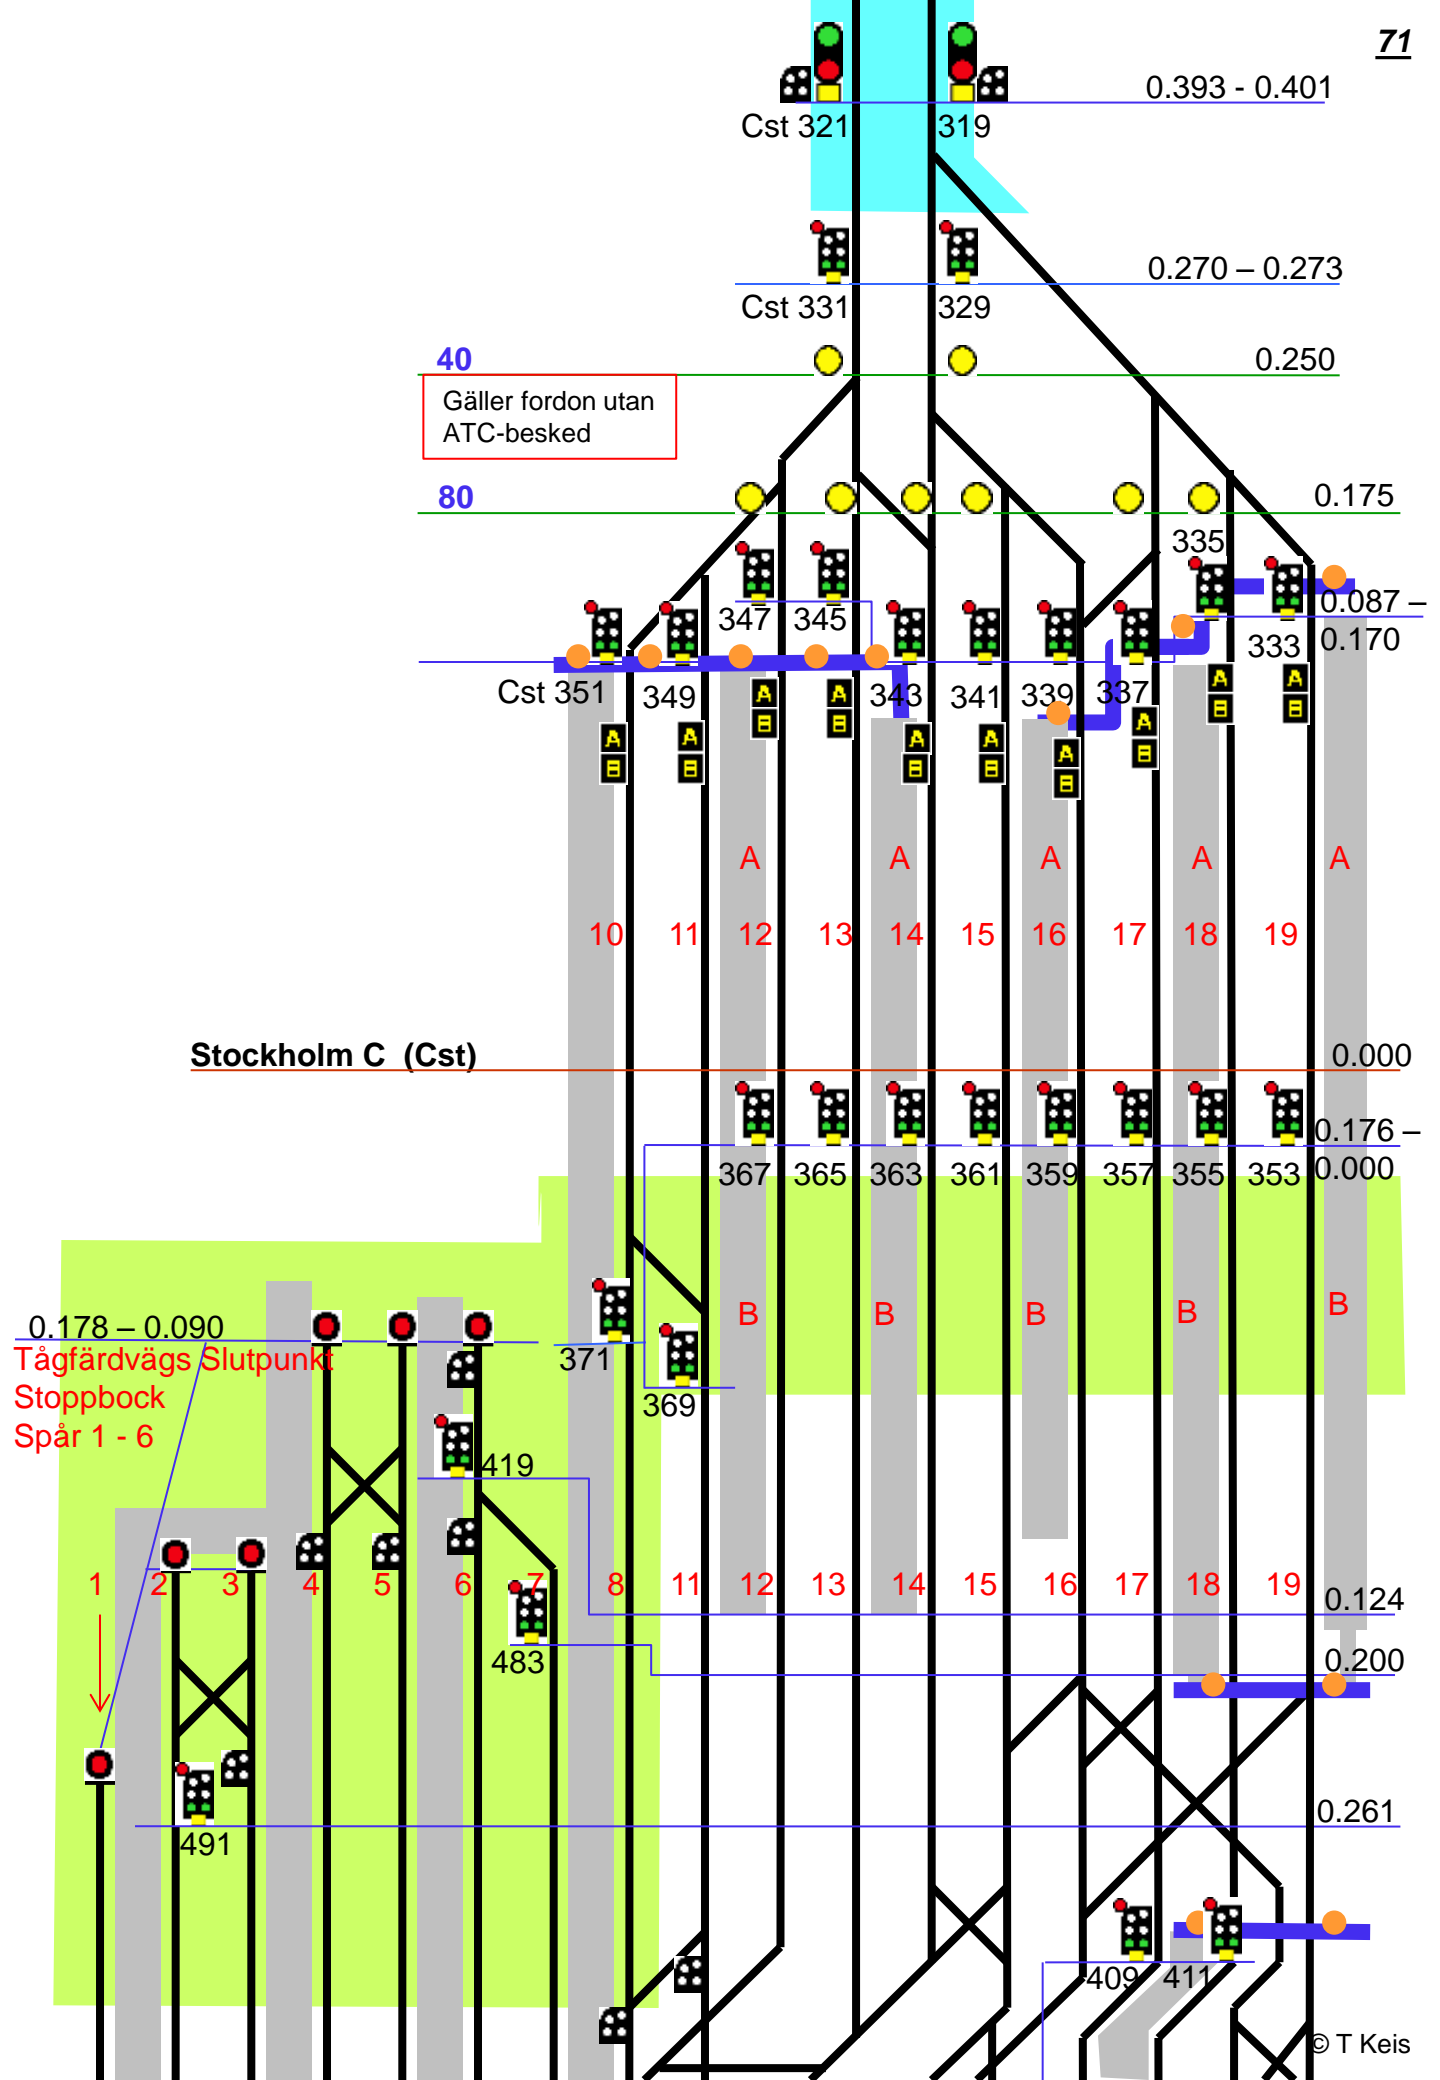 71
0.393 - 0.401
Cst 321
319
0.270 – 0.273
Cst 331
329
40
0.250
Gäller fordon utan
ATC-besked
80
0.175
335
347
345
0.087 –
0.170
333
Cst 351
349
343
341
339
337
A
B
A
B
A
B
A
B
A
B
A
B
A
B
A
B
A
B
A
B
A
A
A
A
A
10
11
12
13
14
15
16
17
18
19
Stockholm C (Cst)
0.000
0.176 –
0.000
367
365
363
361
359
357
355
353
B
B
B
B
B
0.178 – 0.090
Tågfärdvägs Slutpunkt
Stoppbock
Spår 1 - 6
371
369
419
1
2
3
4
5
6
7
8
11
12
13
14
15
16
17
18
19
0.124
483
0.200
0.261
491
409
411
© T Keis